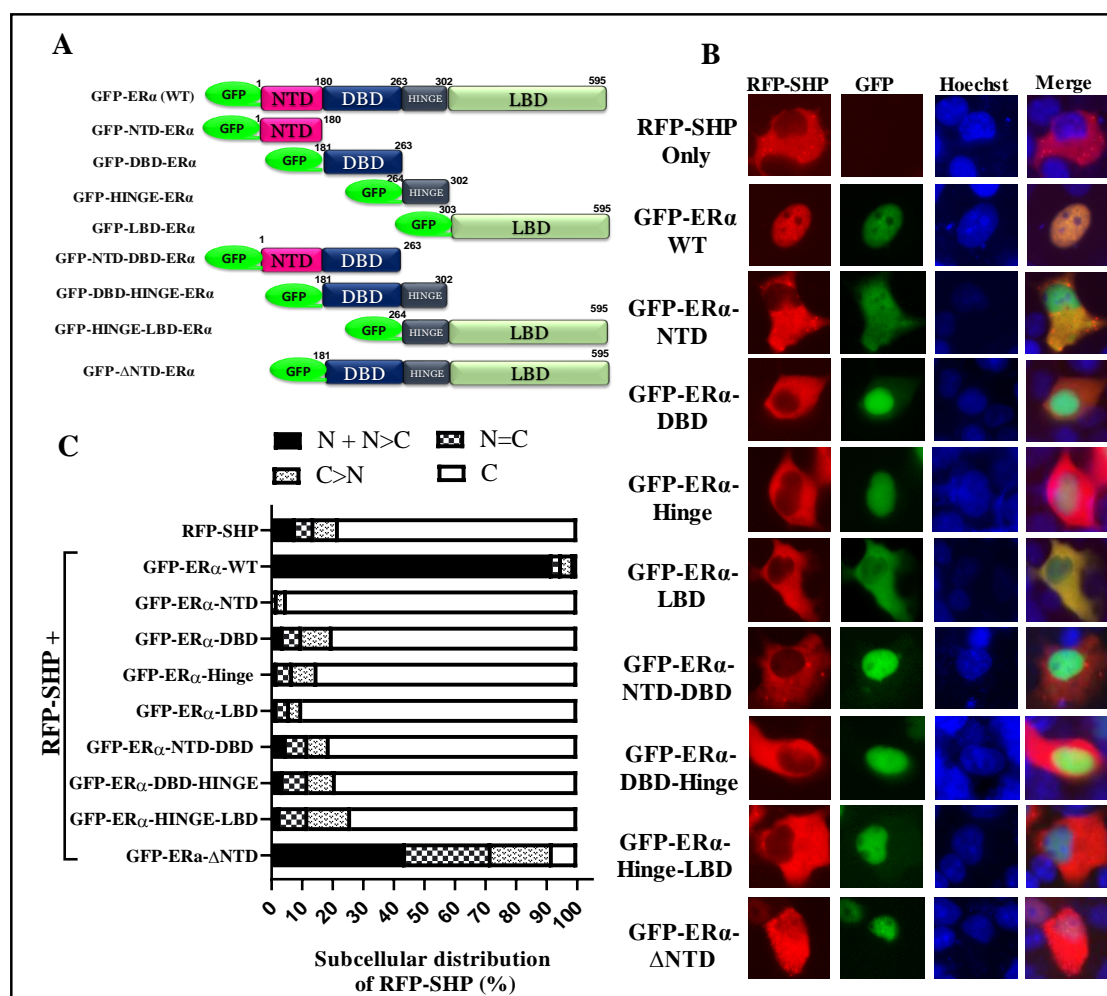 A
1 180 263 302 595
GFP-ERα (WT) GFP NTD DBD HINGE LBD
1 180
GFP-NTD-ERα GFP NTD
181 263
GFP-DBD-ERα GFP DBD
264 302
GFP-HINGE-ERα GFP HINGE
303 595
GFP-LBD-ERα GFP LBD
1 263
GFP-NTD-DBD-ERα GFP NTD DBD
181 302
GFP-DBD-HINGE-ERα GFP DBD HINGE
264 595
GFP-HINGE-LBD-ERα GFP HINGE LBD
181 595
GFP-ΔNTD-ERα GFP DBD HINGE LBD
B
RFP-SHP GFP Hoechst Merge
RFP-SHP
Only
GFP-ERα
WT
GFP-ERα-
NTD
GFP-ERα-
DBD
GFP-ERα-
Hinge
GFP-ERα-
LBD
GFP-ERα-
NTD-DBD
GFP-ERα-
DBD-Hinge
GFP-ERα-
Hinge-LBD
GFP-ERα-
ΔNTD
C
N + N>C N=C
C>N C
RFP-SHP
RFP-SHP +
GFP-ERα-WT
GFP-ERα-NTD
GFP-ERα-DBD
GFP-ERα-Hinge
GFP-ERα-LBD
GFP-ERα-NTD-DBD
GFP-ERα-DBD-HINGE
GFP-ERα-HINGE-LBD
GFP-ERa-ΔNTD
0 10 20 30 40 50 60 70 80 90 100
Subcellular distribution
of RFP-SHP (%)